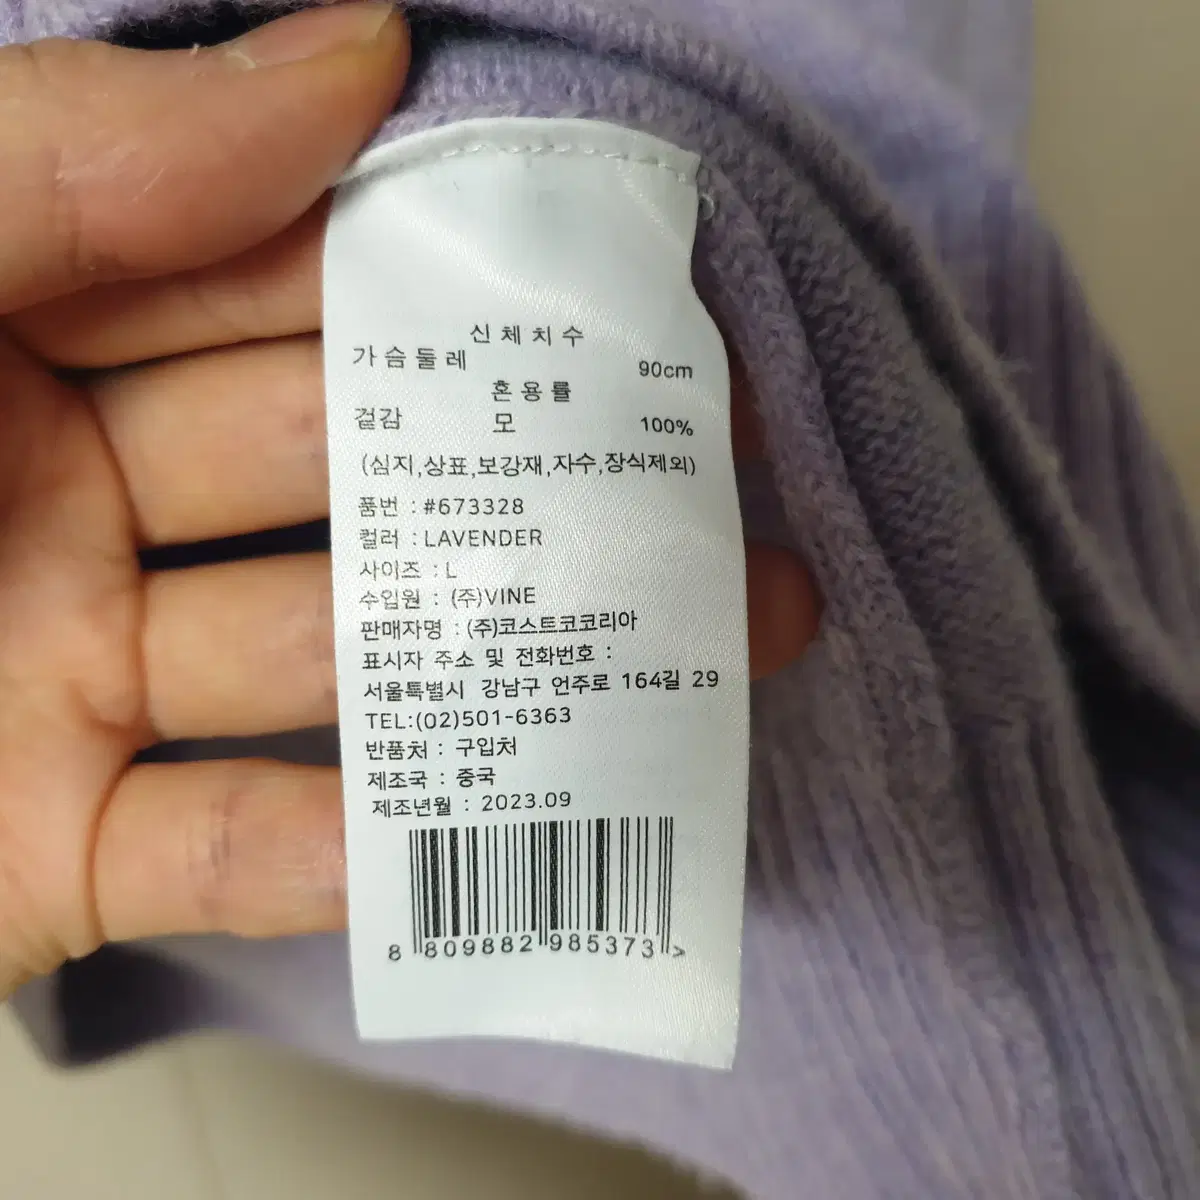 신체치수
가슴둘레 90cm
혼용률
겉감 모 100%
(심지,상표,보강재,자수,장식제외)
품번 : #673328
컬러 : LAVENDER
사이즈 : L
수입원 : (주)VINE
판매자명 : (주)코스트코코리아
표시자 주소 및 전화번호 :
서울특별시 강남구 언주로 164길 29
TEL:(02)501-6363
반품처 : 구입처
제조국 : 중국
제조년월 : 2023.09
8 809882 985373 >